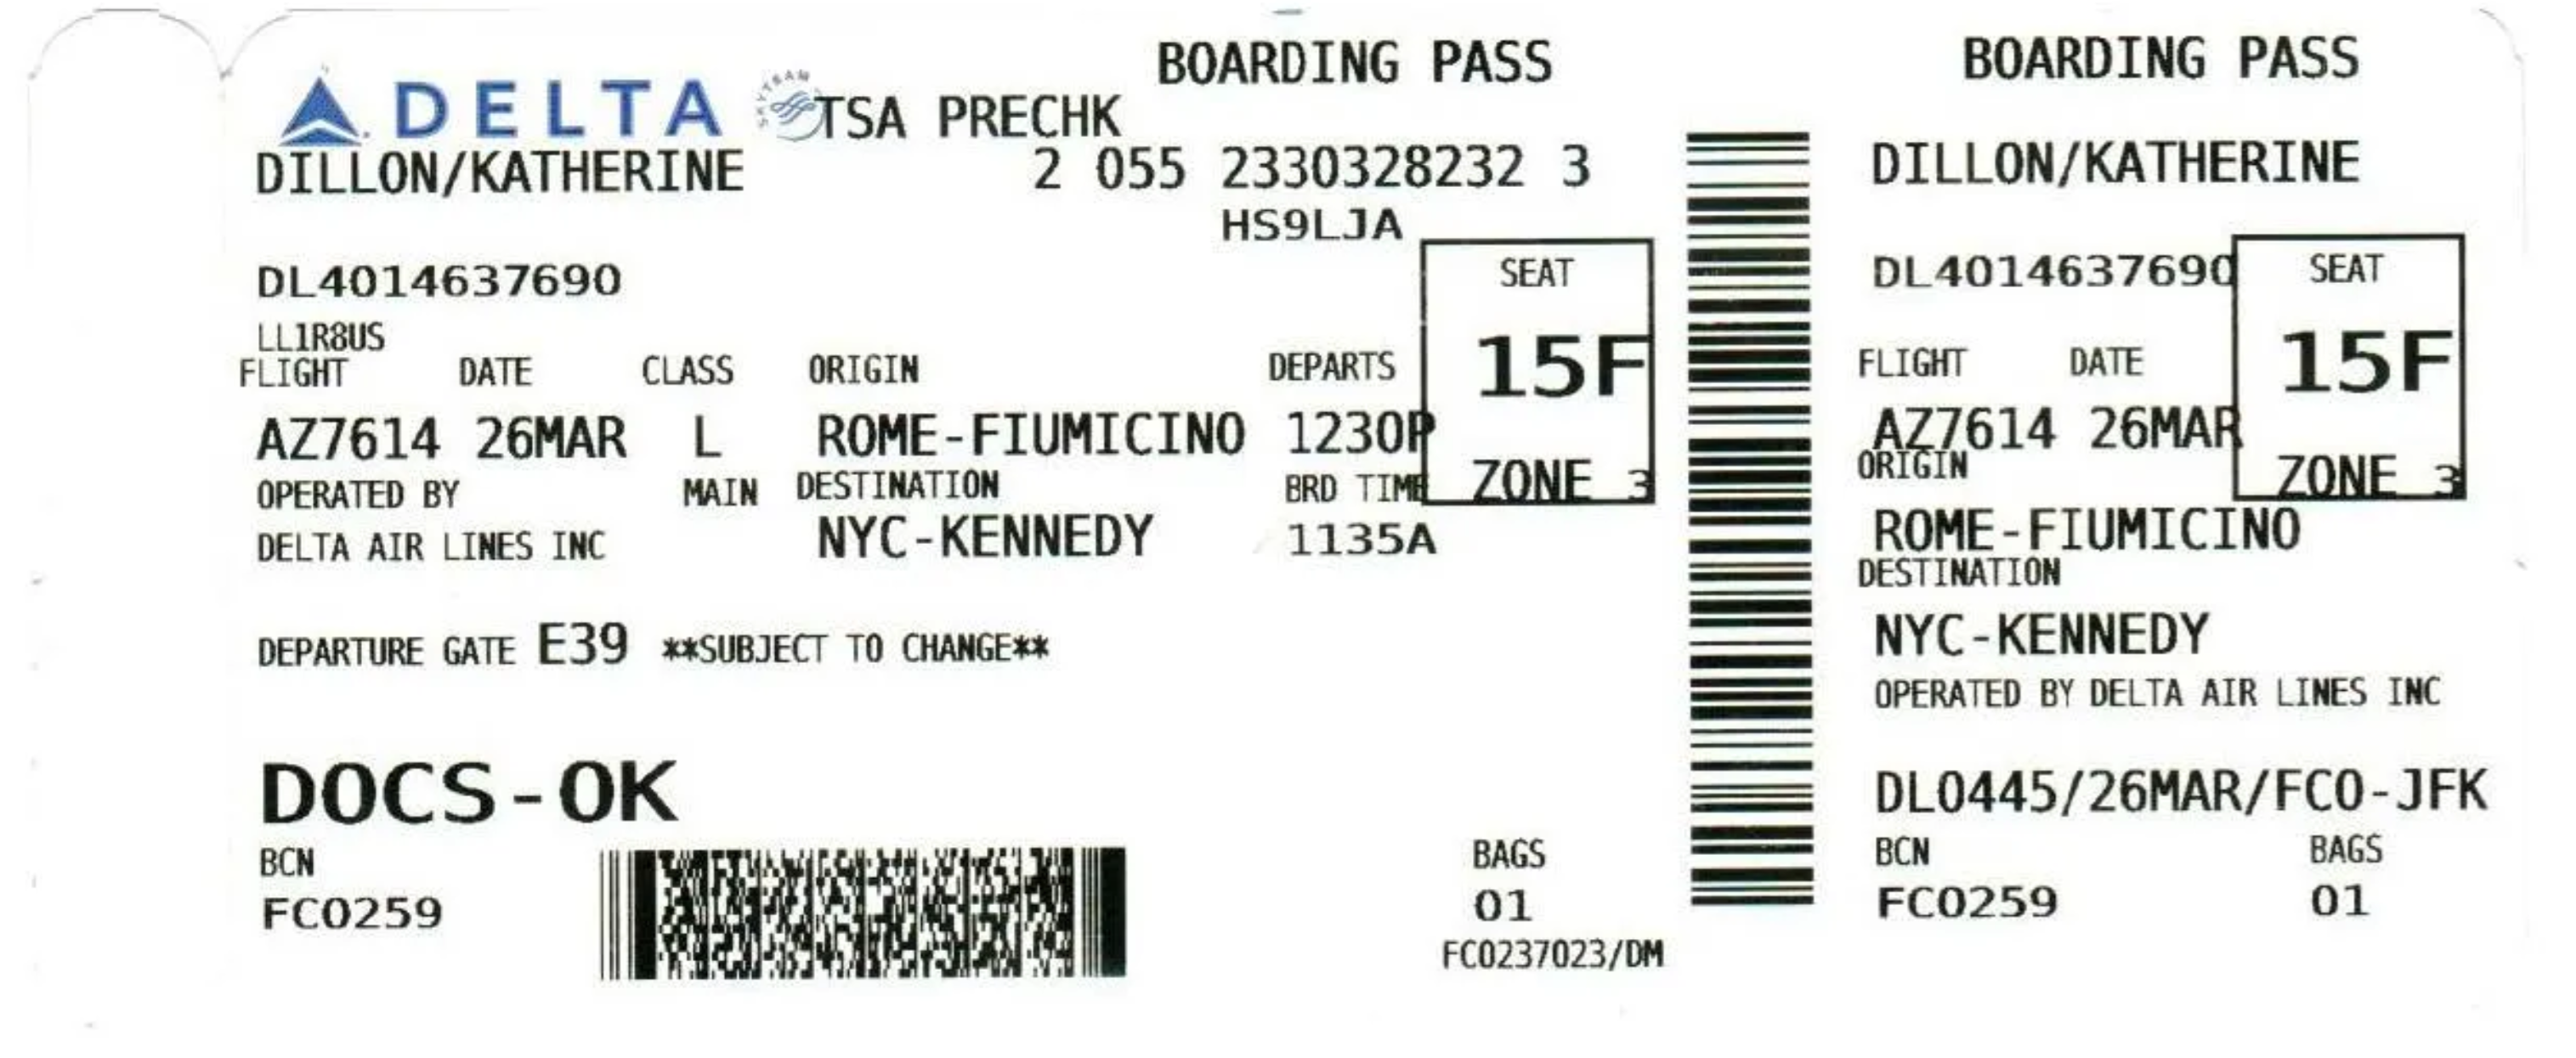 BOARDING PASS
DELTA SKYTEAM TSA PRECHK
DILLON/KATHERINE 2 055 2330328232 3
HS9LJA
DL4014637690
LL1R8US
FLIGHT DATE CLASS ORIGIN DEPARTS
AZ7614 26MAR L ROME-FIUMICINO 1230P
OPERATED BY MAIN DESTINATION BRD TIME
DELTA AIR LINES INC NYC-KENNEDY 1135A
SEAT
15F
ZONE 3
DEPARTURE GATE E39 **SUBJECT TO CHANGE**
DOCS-OK
BCN BAGS
FC0259 01
FC0237023/DM
BOARDING PASS
DILLON/KATHERINE
DL4014637690
SEAT
15F
ZONE 3
FLIGHT DATE
AZ7614 26MAR
ORIGIN
ROME-FIUMICINO
DESTINATION
NYC-KENNEDY
OPERATED BY DELTA AIR LINES INC
DL0445/26MAR/FCO-JFK
BCN BAGS
FC0259 01